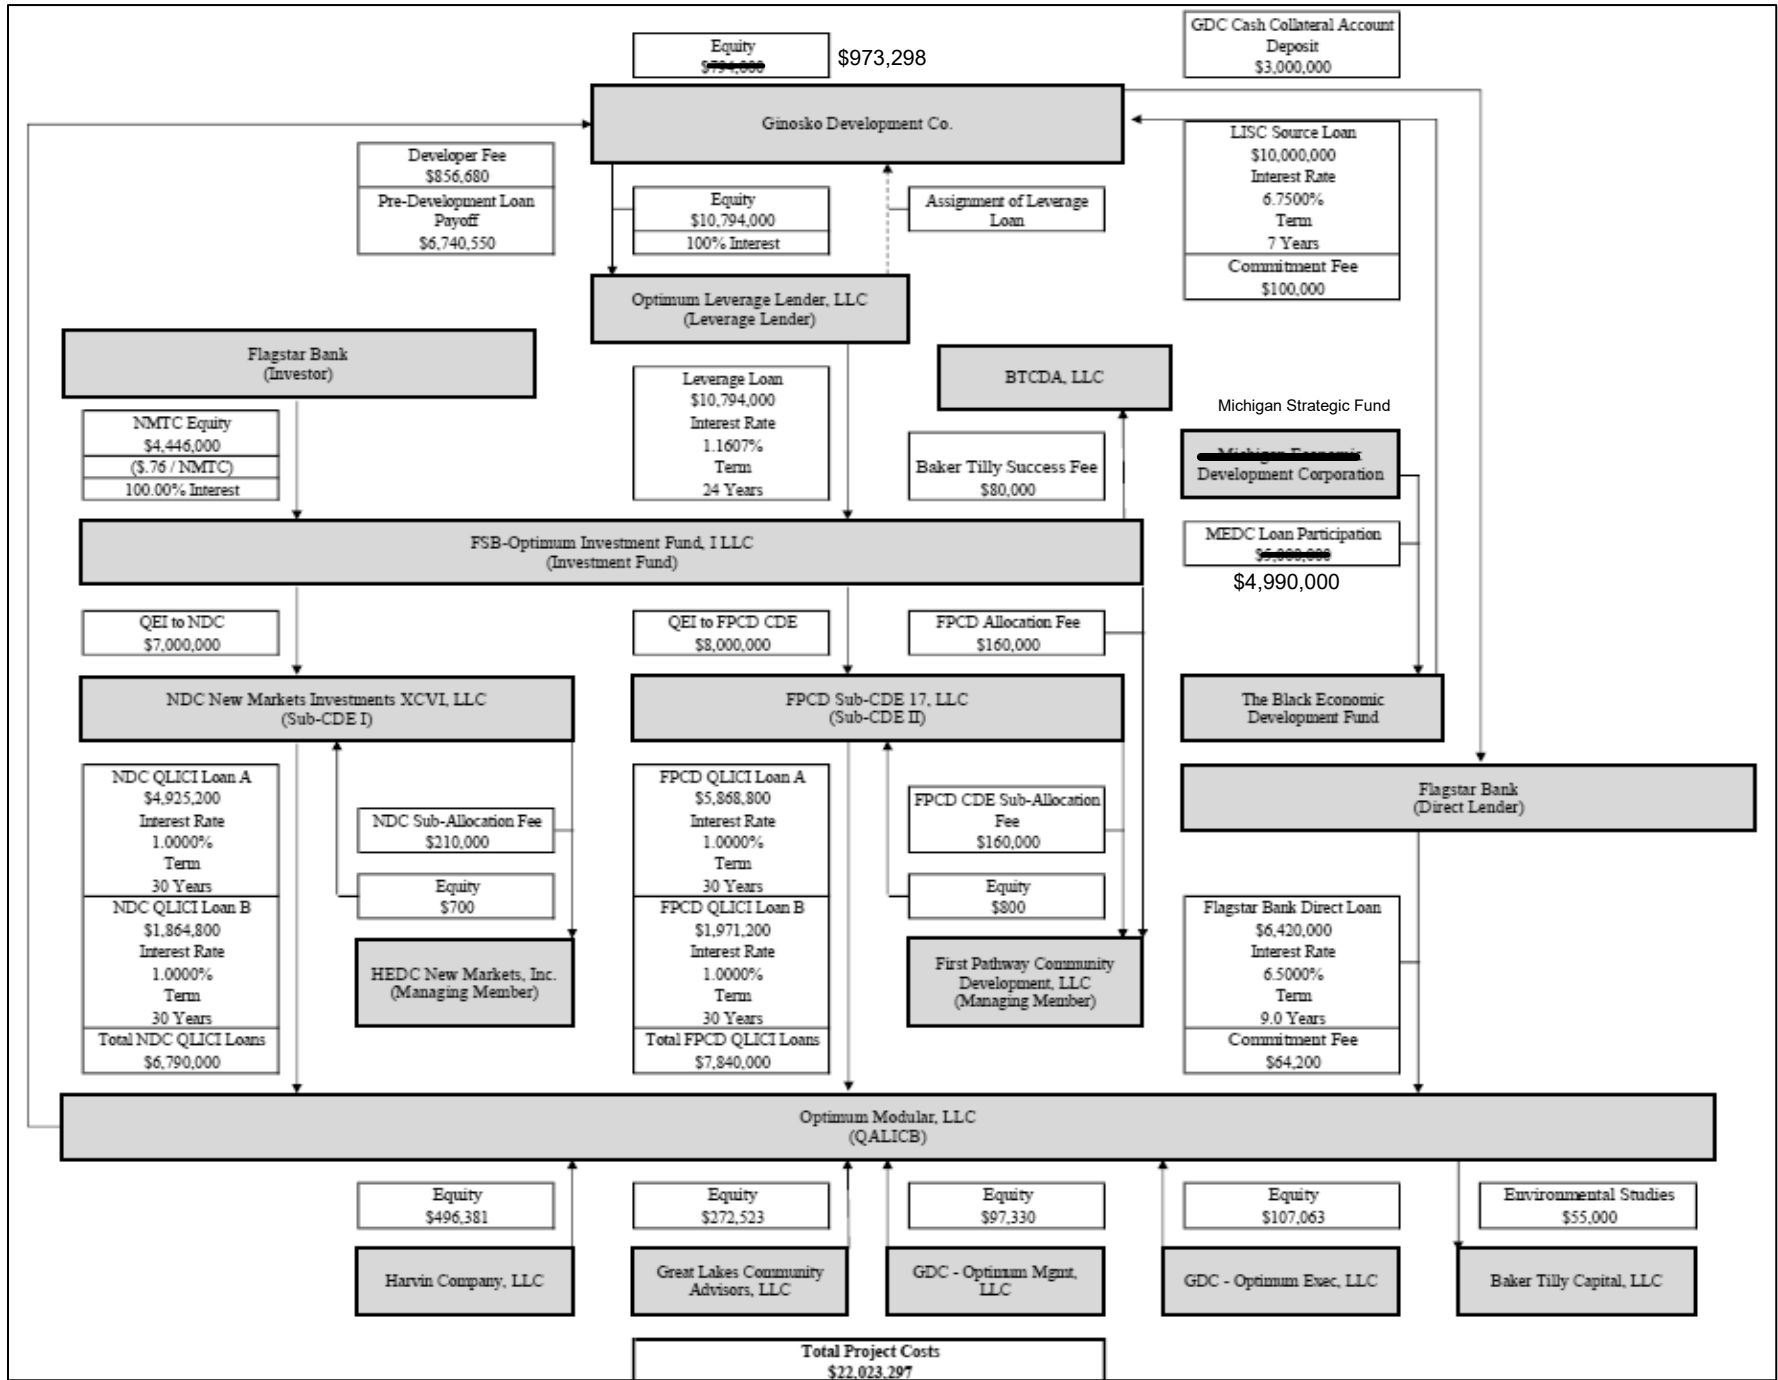 Equity
$794,000
$973,298
GDC Cash Collateral Account
Deposit
$3,000,000
Ginosko Development Co.
LISC Source Loan
$10,000,000
Interest Rate
6.7500%
Term
7 Years
Commitment Fee
$100,000
Developer Fee
$856,680
Pre-Development Loan
Payoff
$6,740,550
Equity
$10,794,000
100% Interest
Assignment of Leverage
Loan
Optimum Leverage Lender, LLC
(Leverage Lender)
Flagstar Bank
(Investor)
BTCDA, LLC
NMTC Equity
$4,446,000
($.76 / NMTC)
100.00% Interest
Leverage Loan
$10,794,000
Interest Rate
1.1607%
Term
24 Years
Baker Tilly Success Fee
$80,000
Michigan Strategic Fund
Michigan Economic
Development Corporation
MEDC Loan Participation
$5,000,000
$4,990,000
FSB-Optimum Investment Fund, I LLC
(Investment Fund)
QEI to NDC
$7,000,000
QEI to FPCD CDE
$8,000,000
FPCD Allocation Fee
$160,000
NDC New Markets Investments XCVI, LLC
(Sub-CDE I)
FPCD Sub-CDE 17, LLC
(Sub-CDE II)
The Black Economic
Development Fund
Flagstar Bank
(Direct Lender)
NDC QLICI Loan A
$4,925,200
Interest Rate
1.0000%
Term
30 Years
NDC QLICI Loan B
$1,864,800
Interest Rate
1.0000%
Term
30 Years
Total NDC QLICI Loans
$6,790,000
NDC Sub-Allocation Fee
$210,000
Equity
$700
HEDC New Markets, Inc.
(Managing Member)
FPCD QLICI Loan A
$5,868,800
Interest Rate
1.0000%
Term
30 Years
FPCD QLICI Loan B
$1,971,200
Interest Rate
1.0000%
Term
30 Years
Total FPCD QLICI Loans
$7,840,000
FPCD CDE Sub-Allocation
Fee
$160,000
Equity
$800
First Pathway Community
Development, LLC
(Managing Member)
Flagstar Bank Direct Loan
$6,420,000
Interest Rate
6.5000%
Term
9.0 Years
Commitment Fee
$64,200
Optimum Modular, LLC
(QALICB)
Equity
$496,381
Equity
$272,523
Equity
$97,330
Equity
$107,063
Environmental Studies
$55,000
Harvin Company, LLC
Great Lakes Community
Advisors, LLC
GDC - Optimum Mgmt,
LLC
GDC - Optimum Exec, LLC
Baker Tilly Capital, LLC
Total Project Costs
$22,023,297